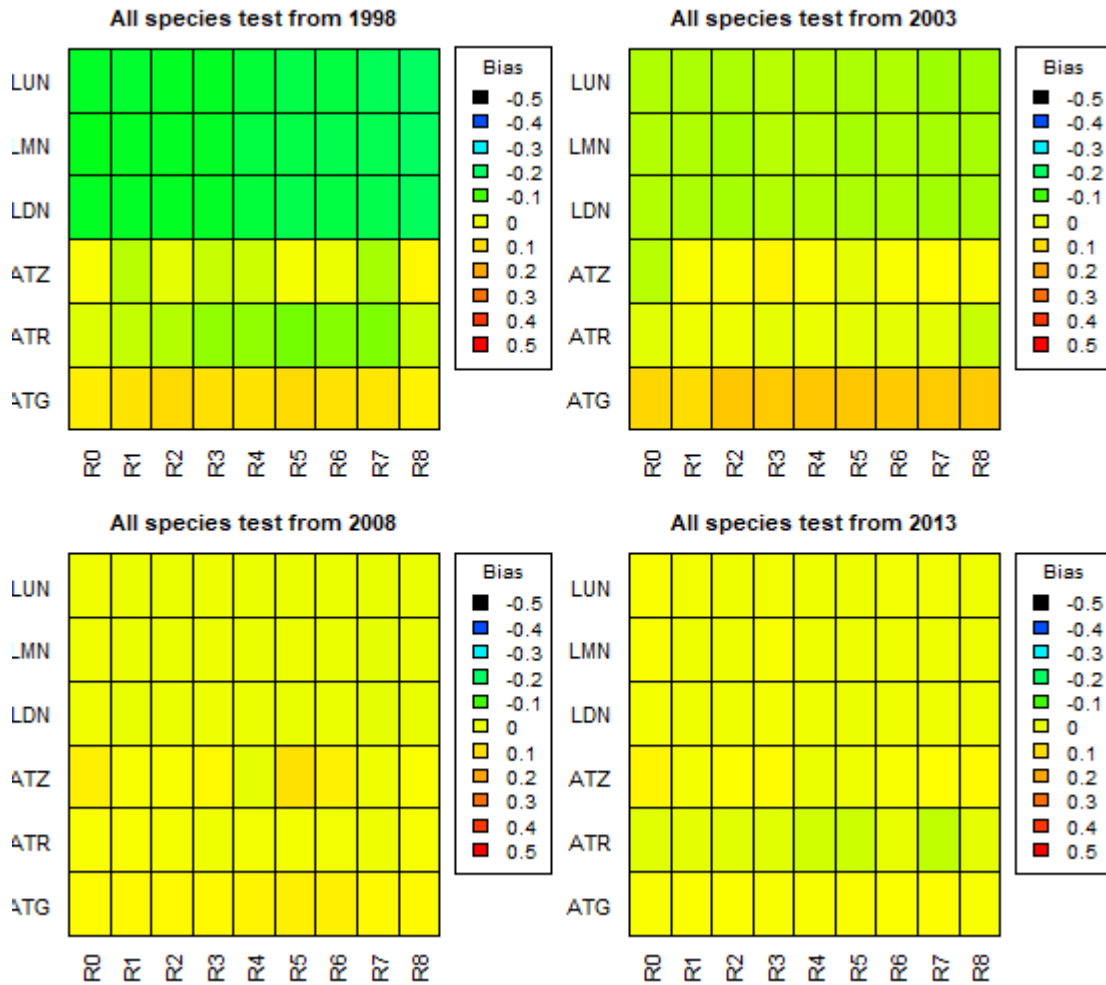 All species test from 1998
LUN
LMN
LDN
ATZ
ATR
ATG
R0 R1 R2 R3 R4 R5 R6 R7 R8
Bias
-0.5
-0.4
-0.3
-0.2
-0.1
0
0.1
0.2
0.3
0.4
0.5
All species test from 2003
LUN
LMN
LDN
ATZ
ATR
ATG
R0 R1 R2 R3 R4 R5 R6 R7 R8
Bias
-0.5
-0.4
-0.3
-0.2
-0.1
0
0.1
0.2
0.3
0.4
0.5
All species test from 2008
LUN
LMN
LDN
ATZ
ATR
ATG
R0 R1 R2 R3 R4 R5 R6 R7 R8
Bias
-0.5
-0.4
-0.3
-0.2
-0.1
0
0.1
0.2
0.3
0.4
0.5
All species test from 2013
LUN
LMN
LDN
ATZ
ATR
ATG
R0 R1 R2 R3 R4 R5 R6 R7 R8
Bias
-0.5
-0.4
-0.3
-0.2
-0.1
0
0.1
0.2
0.3
0.4
0.5